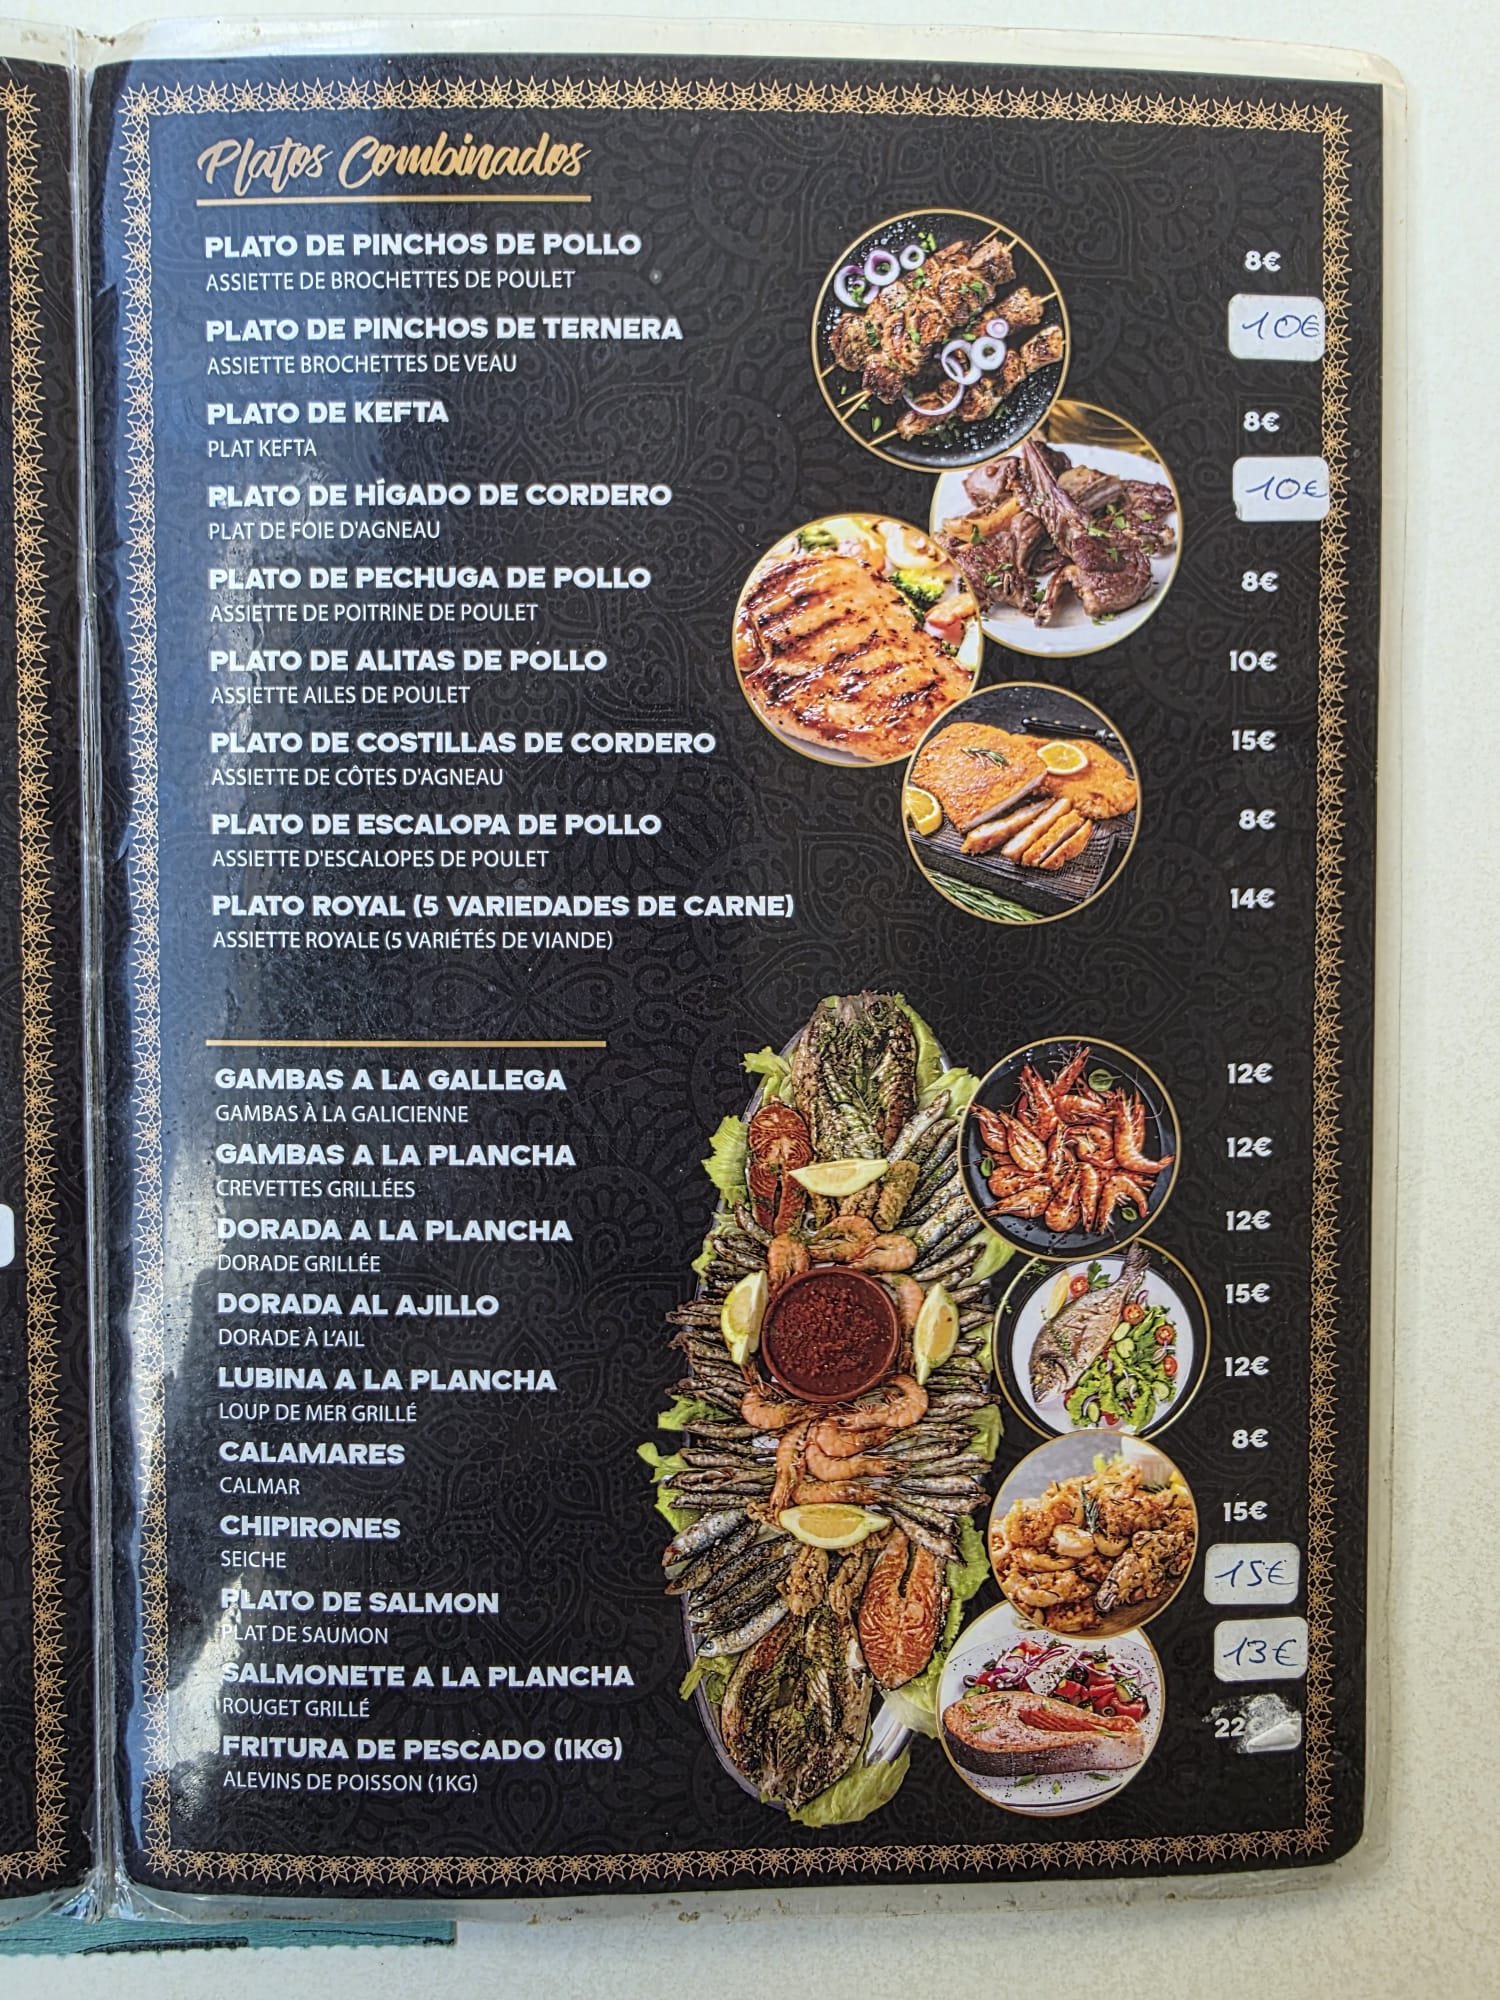 Platos Combinados
PLATO DE PINCHOS DE POLLO 8€
ASSIETTE DE BROCHETTES DE POULET
PLATO DE PINCHOS DE TERNERA 10€
ASSIETTE BROCHETTES DE VEAU
PLATO DE KEFTA 8€
PLAT KEFTA
PLATO DE HÍGADO DE CORDERO 10€
PLAT DE FOIE D'AGNEAU
PLATO DE PECHUGA DE POLLO 8€
ASSIETTE DE POITRINE DE POULET
PLATO DE ALITAS DE POLLO 10€
ASSIETTE AILES DE POULET
PLATO DE COSTILLAS DE CORDERO 15€
ASSIETTE DE CÔTES D'AGNEAU
PLATO DE ESCALOPA DE POLLO 8€
ASSIETTE D'ESCALOPES DE POULET
PLATO ROYAL (5 VARIEDADES DE CARNE) 14€
ASSIETTE ROYALE (5 VARIÉTÉS DE VIANDE)
GAMBAS A LA GALLEGA 12€
GAMBAS À LA GALICIENNE
GAMBAS A LA PLANCHA 12€
CREVETTES GRILLÉES
DORADA A LA PLANCHA 12€
DORADE GRILLÉE
DORADA AL AJILLO 15€
DORADE À L'AIL
LUBINA A LA PLANCHA 12€
LOUP DE MER GRILLÉ
CALAMARES 8€
CALMAR
CHIPIRONES 15€
SEICHE
PLATO DE SALMON 15€
PLAT DE SAUMON
SALMONETE A LA PLANCHA 13€
ROUGET GRILLÉ
FRITURA DE PESCADO (1KG) 22€
ALEVINS DE POISSON (1KG)